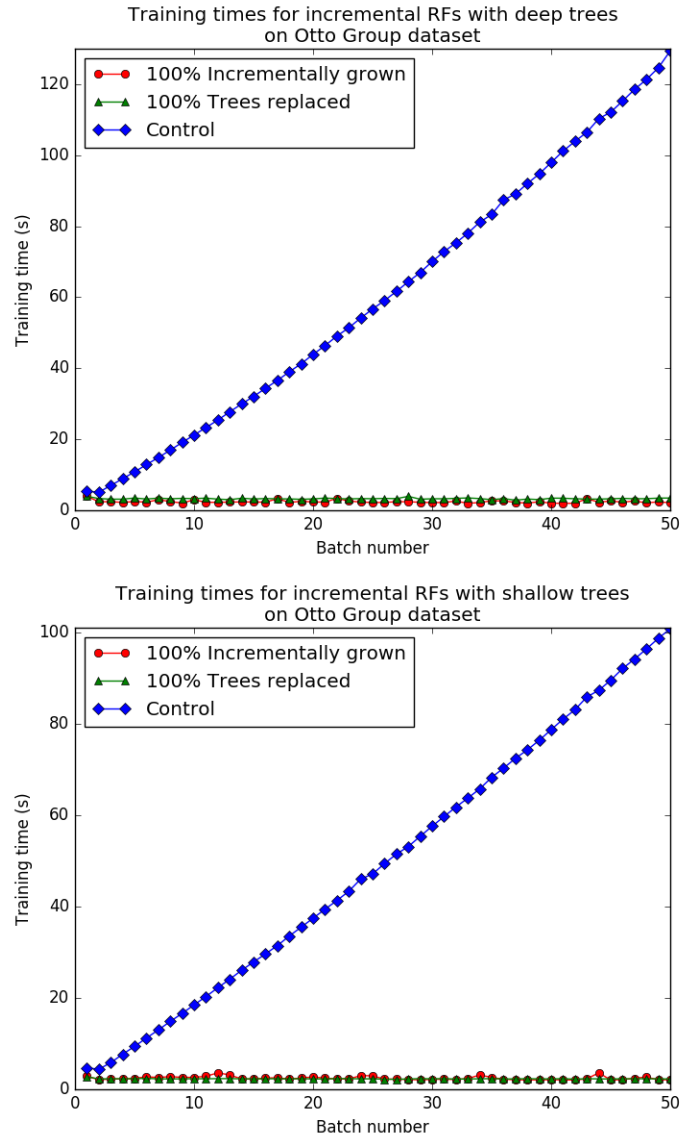 Training times for incremental RFs with deep trees
on Otto Group dataset
100% Incrementally grown
100% Trees replaced
Control
Training time (s)
120
100
80
60
40
20
0
0 10 20 30 40 50
Batch number
Training times for incremental RFs with shallow trees
on Otto Group dataset
100% Incrementally grown
100% Trees replaced
Control
Training time (s)
100
80
60
40
20
0
0 10 20 30 40 50
Batch number